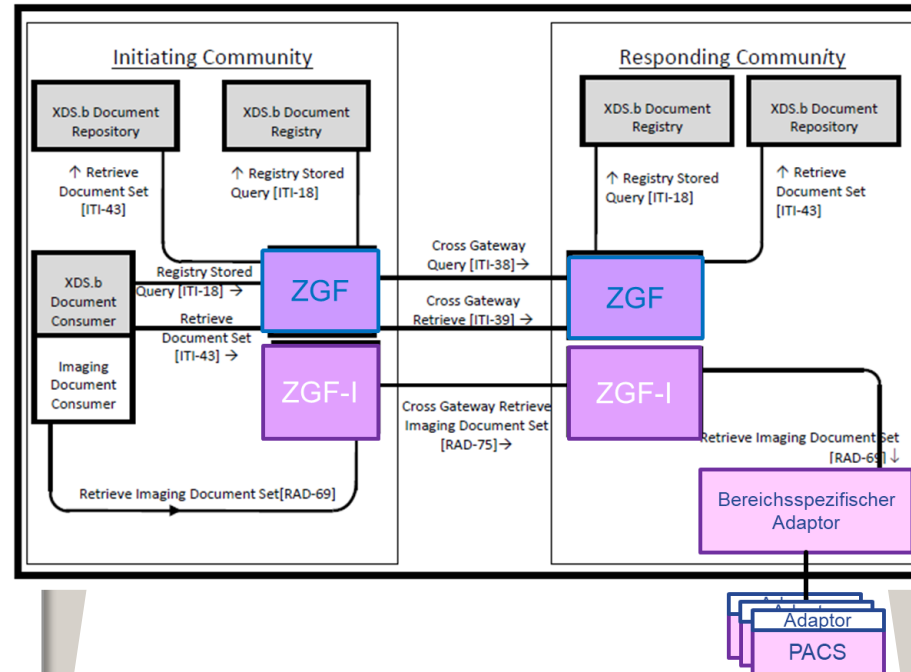 Initiating Community
Responding Community
XDS.b Document
Repository
XDS.b Document
Registry
XDS.b Document
Registry
XDS.b Document
Repository
↑ Retrieve
Document Set
[ITI-43]
↑ Registry Stored
Query [ITI-18]
↑ Registry Stored
Query [ITI-18]
↑ Retrieve
Document Set
[ITI-43]
XDS.b
Document
Consumer
Registry Stored
Query [ITI-18] →
ZGF
Cross Gateway
Query [ITI-38]→
ZGF
Retrieve
Document Set
[ITI-43] →
Cross Gateway
Retrieve [ITI-39] →
Imaging
Document
Consumer
ZGF-I
Cross Gateway Retrieve
Imaging Document Set
[RAD-75]→
ZGF-I
Retrieve Imaging Document Set
[RAD-69]↓
Retrieve Imaging Document Set[RAD-69]
Bereichsspezifischer
Adaptor
Adaptor
PACS